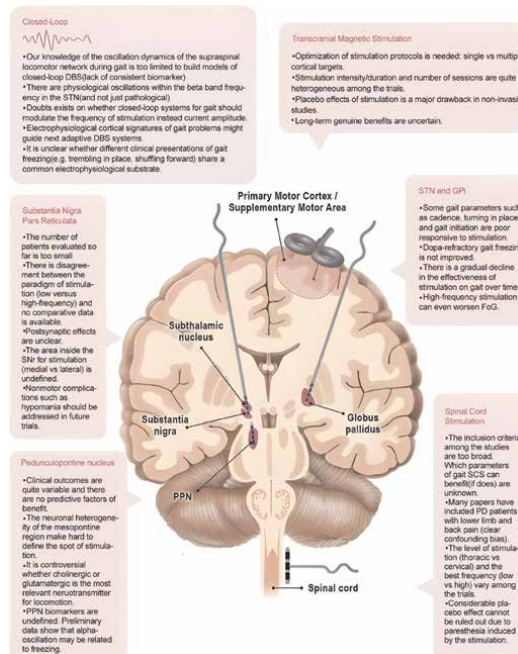 Closed-Loop
•Our knowledge of the oscillation dynamics of the supraspinal
locomotor network during gait is too limited to build models of
closed-loop DBS(lack of consistent biomarker)
•There are physiological oscillations within the beta band frequ-
ency in the STN(and not just pathological)
•Doubts exists on whether closed-loop systems for gait should
modulate the frequency of stimulation instead current amplitude.
•Electrophysiological cortical signatures of gait problems might
guide next adaptive DBS systems.
•It is unclear whether different clinical presentations of gait
freezing(e.g. trembling in place, shuffling forward) share a
common electrophysiological substrate.
Transcranial Magnetic Stimulation
•Optimization of stimulation protocols is needed: single vs multip
cortical targets.
•Stimulation intensity/duration and number of sessions are quite
heterogeneous among the trials.
•Placebo effects of stimulation is a major drawback in non-invasi
studies.
•Long-term genuine benefits are uncertain.
Primary Motor Cortex /
Supplementary Motor Area
Substantia Nigra
Pars Reticulata
•The number of
patients evaluated so
far is too small
•There is disagree-
ment between the
paradigm of stimula-
tion (low versus
high-frequency) and
no comparative data
is available.
•Postsynaptic effects
are unclear.
•The area inside the
SNr for stimulation
(medial vs lateral) is
undefined.
•Nonmotor complica-
tions such as
hypomania should be
addressed in future
trials.
STN and GPi
•Some gait parameters such
as cadence, turning in place
and gait initiation are poor
responsive to stimulation.
•Dopa-refractory gait freezin
is not improved.
•There is a gradual decline
in the effectiveness of
stimulation on gait over time
•High-frequency stimulation
can even worsen FoG.
Subthalamic
nucleus
Substantia
nigra
Globus
pallidus
PPN
Spinal cord
Pedunculopontine nucleus
•Clinical outcomes are
quite variable and there
are no predictive factors of
benefit.
•The neuronal heterogene-
ity of the mesopontine
region make hard to
define the spot of stimula-
tion.
•It is controversial
whether cholinergic or
glutamatergic is the most
relevant neruotransmitter
for locomotion.
•PPN biomarkers are
undefined. Preliminary
data show that alpha-
oscillation may be related
to freezing.
Spinal Cord
Stimulation
•The inclusion criteria
among the studies
are too broad.
Which parameters
of gait SCS can
benefit(if does) are
unknown.
•Many papers have
included PD patients
with lower limb and
back pain (clear
confounding bias).
•The level of stimula-
tion (thoracic vs
cervical) and the
best frequency (low
vs high) vary among
the trials.
•Considerable pla-
cebo effect cannot
be ruled out due to
paresthesia induced
by the stimulation.